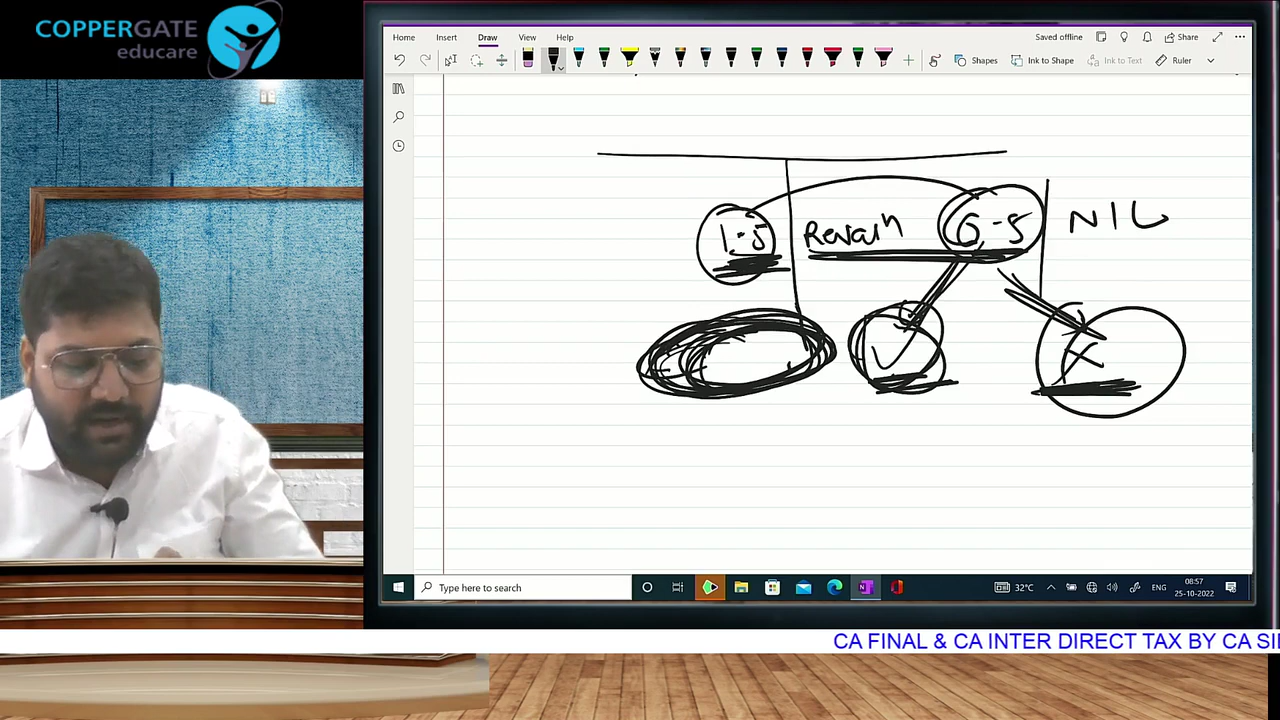 COPPERGATE
educare
Home Insert Draw View Help
Saved offline
Share
Shapes
Ink to Shape
Ink to Text
Ruler
1-5
6-5
NIL
Type here to search
32°C
ENG
08:57
25-10-2022
CA FINAL & CA INTER DIRECT TAX BY CA SI